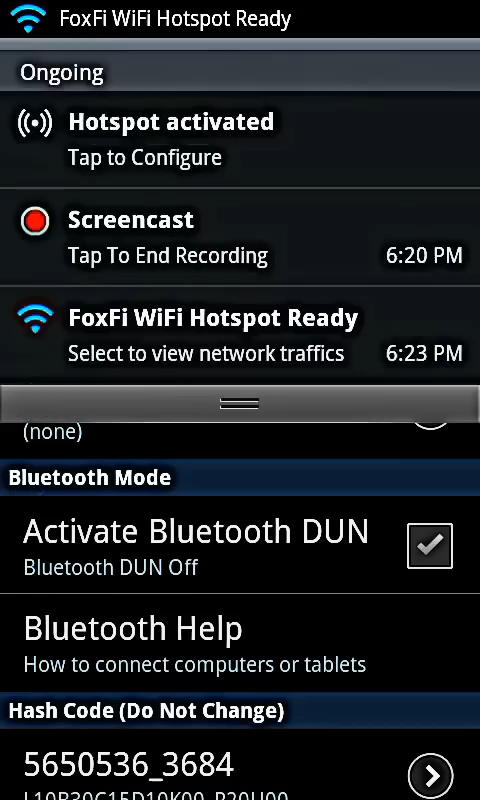 FoxFi WiFi Hotspot Ready
Ongoing
Hotspot activated
Tap to Configure
Screencast
Tap To End Recording 6:20 PM
FoxFi WiFi Hotspot Ready
Select to view network traffics 6:23 PM
(none)
Bluetooth Mode
Activate Bluetooth DUN
Bluetooth DUN Off
Bluetooth Help
How to connect computers or tablets
Hash Code (Do Not Change)
5650536_3684